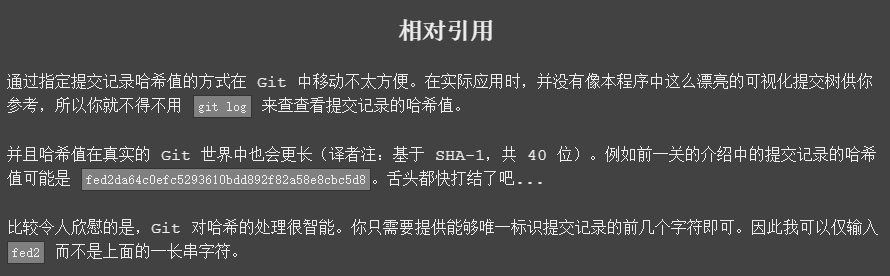 相对引用
通过指定提交记录哈希值的方式在 Git 中移动不太方便。在实际应用时，并没有像本程序中这么漂亮的可视化提交树供你
参考，所以你就不得不用 git log 来查查看提交记录的哈希值。
并且哈希值在真实的 Git 世界中也会更长（译者注：基于 SHA-1，共 40 位）。例如前一关的介绍中的提交记录的哈希
值可能是 fed2da64c0efc5293610bdd892f82a58e8cbc5d8。舌头都快打结了吧...
比较令人欣慰的是，Git 对哈希的处理很智能。你只需要提供能够唯一标识提交记录的前几个字符即可。因此我可以仅输入
fed2 而不是上面的一长串字符。